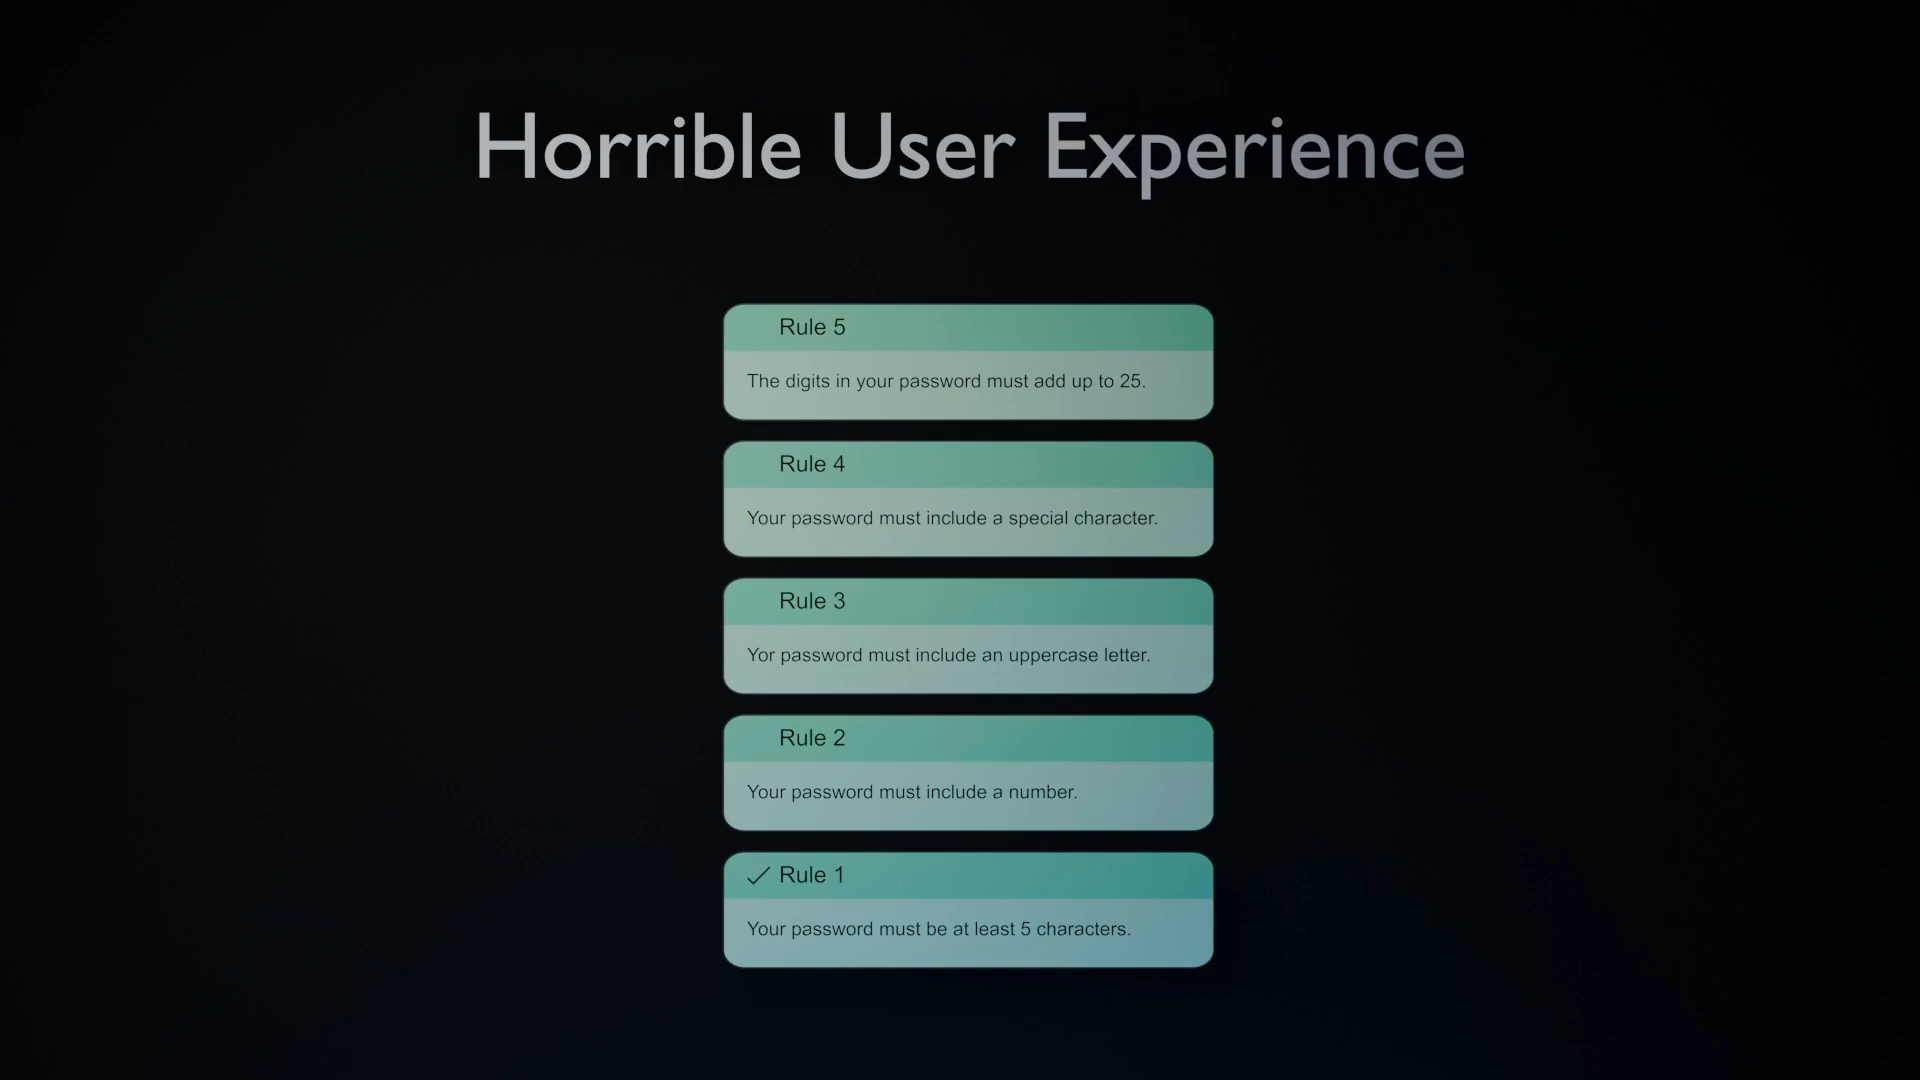 Horrible User Experience
Rule 5
The digits in your password must add up to 25.
Rule 4
Your password must include a special character.
Rule 3
Yor password must include an uppercase letter.
Rule 2
Your password must include a number.
Rule 1
Your password must be at least 5 characters.